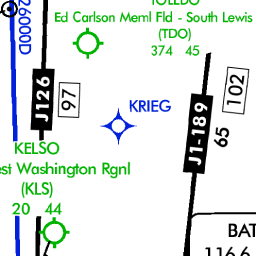 TOLEDO
Ed Carlson Meml Fld - South Lewis
(TDO)
374 45
26000D
J126
97
KRIEG
J1-189
65
102
KELSO
est Washington Rgnl
(KLS)
20 44
BAT
116.6